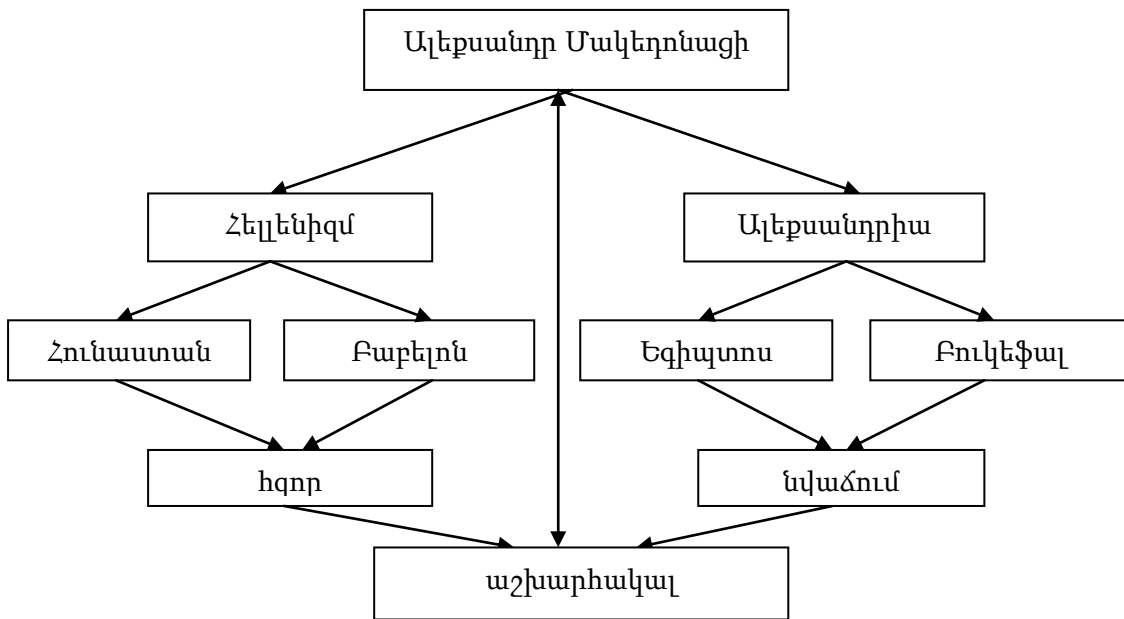 Ալեքսանդր Մակեդոնացի
Հելլենիզմ
Ալեքսանդրիա
Հունաստան
Բաբելոն
Եգիպտոս
Բուկեֆալ
հզոր
նվաճում
աշխարհակալ